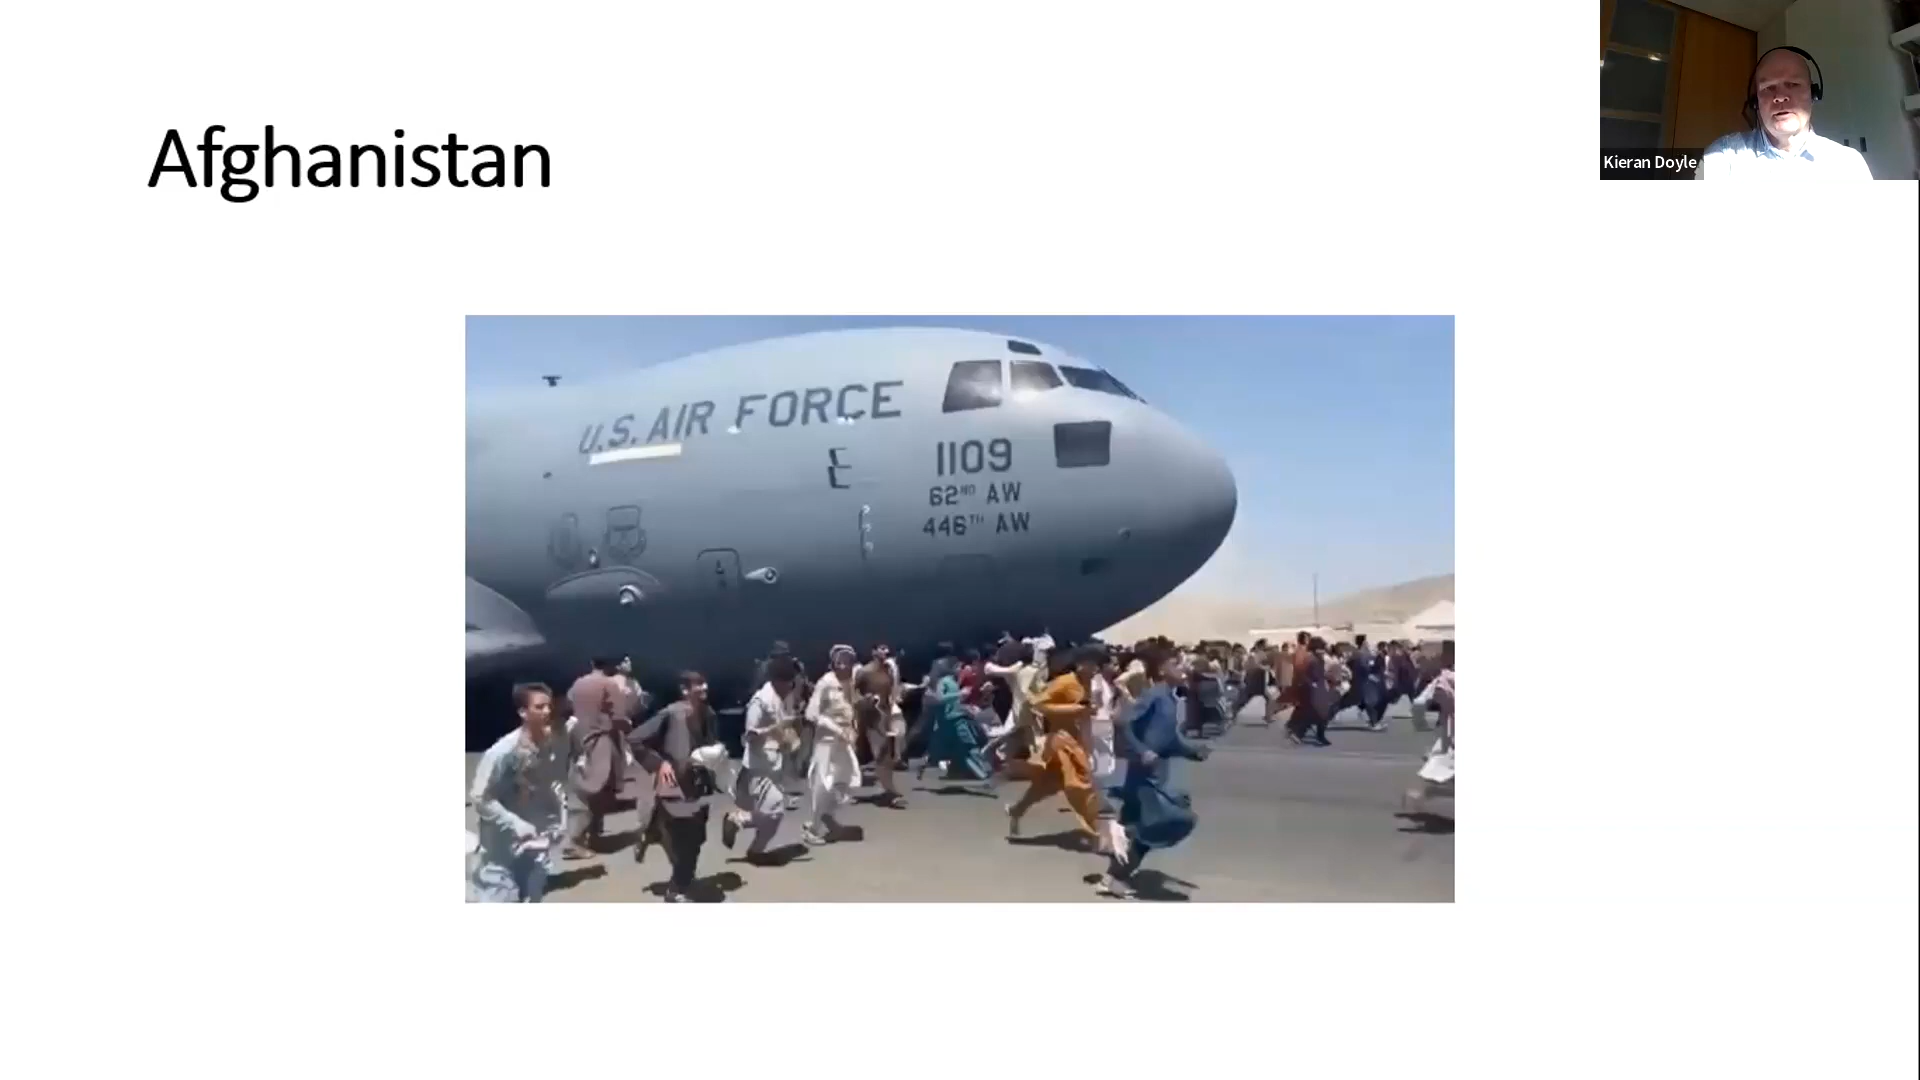 Afghanistan
Kieran Doyle
U.S. AIR FORCE
1109
62ND AW
446TH AW